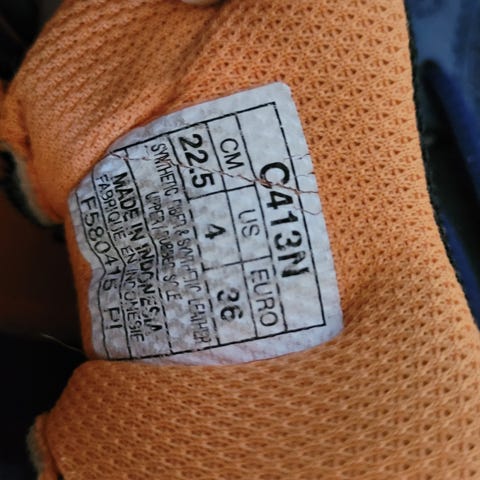 C413N
CM US EURO
22.5 4 36
SYNTHETIC FIBER & SYNTHETIC LEATHER
UPPER / RUBBER SOLE
MADE IN INDONESIA
FABRIQUE EN INDONESIE
F580415 PI